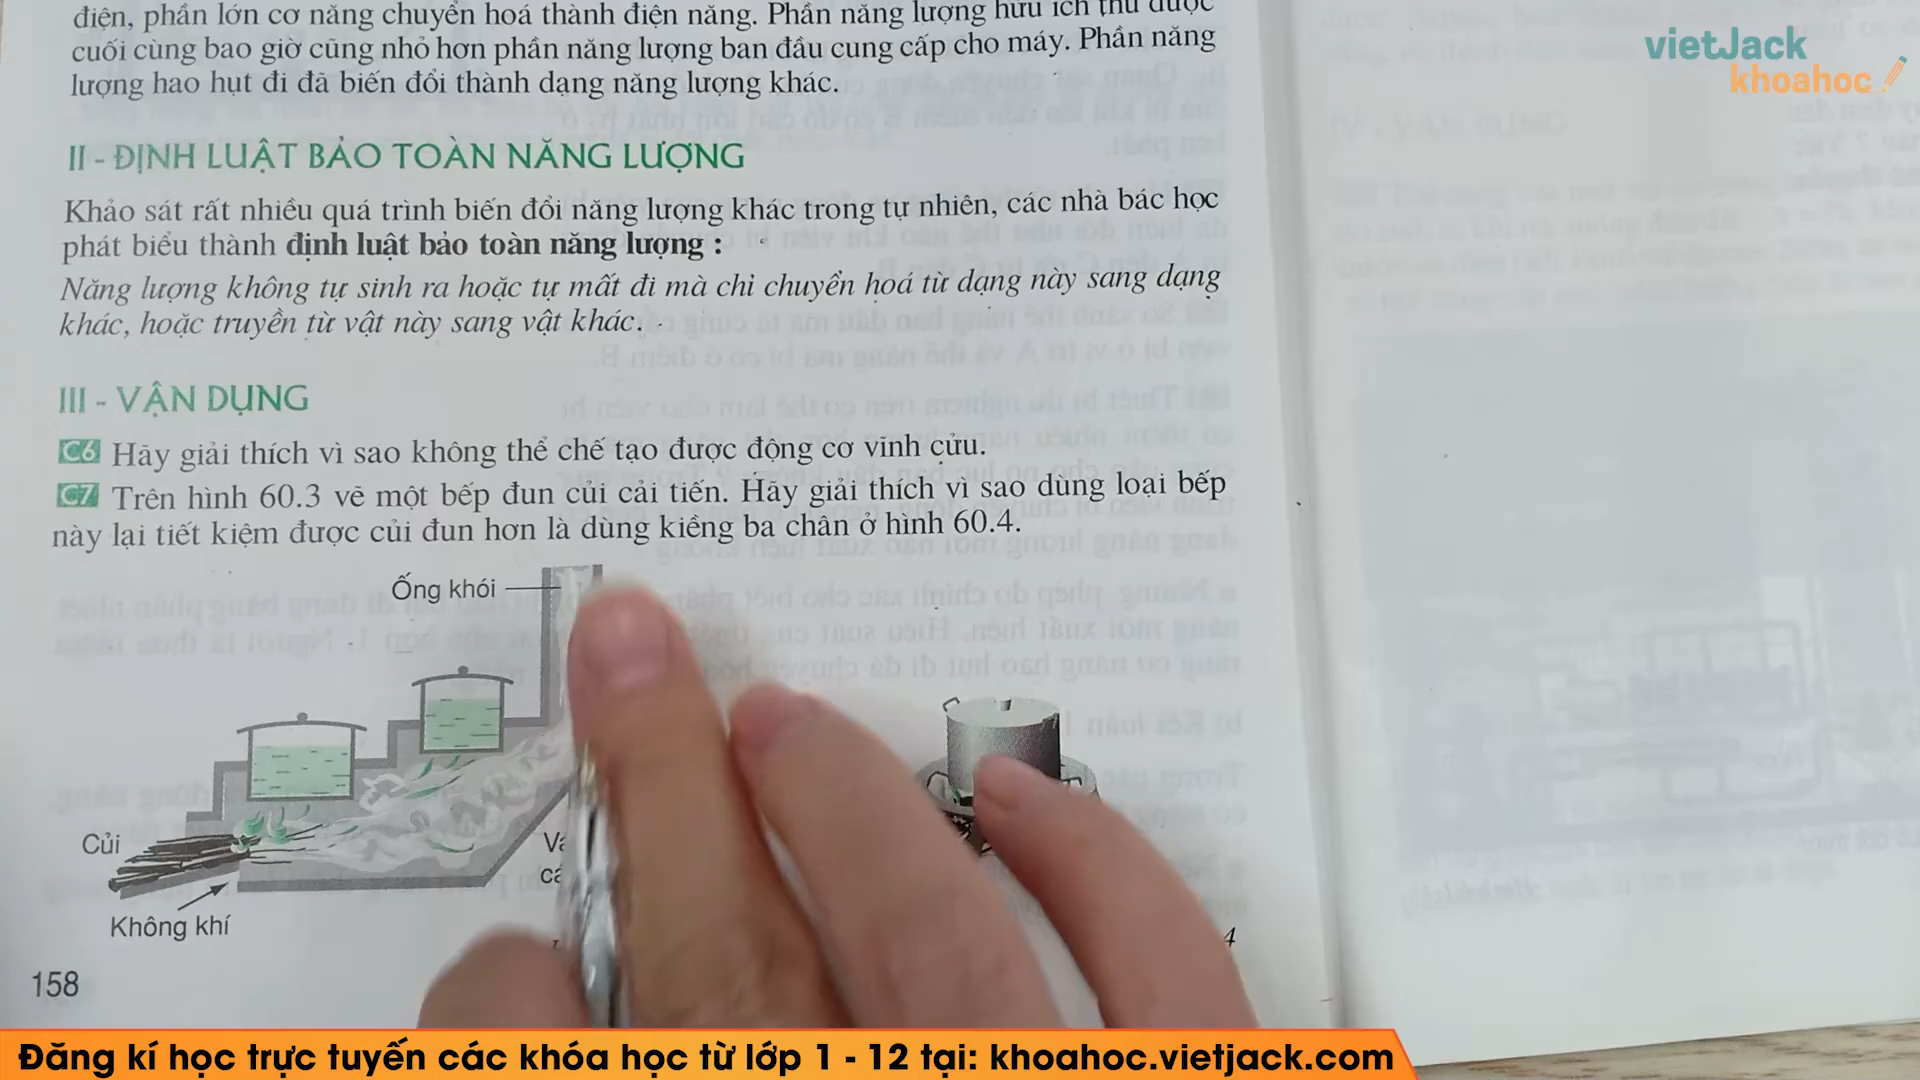 điện, phần lớn cơ năng chuyển hoá thành điện năng. Phần năng lượng hữu ích thu được
cuối cùng bao giờ cũng nhỏ hơn phần năng lượng ban đầu cung cấp cho máy. Phần năng
lượng hao hụt đi đã biến đổi thành dạng năng lượng khác.
vietJack
khoahoc
II - ĐỊNH LUẬT BẢO TOÀN NĂNG LƯỢNG
Khảo sát rất nhiều quá trình biến đổi năng lượng khác trong tự nhiên, các nhà bác học
phát biểu thành định luật bảo toàn năng lượng :
Năng lượng không tự sinh ra hoặc tự mất đi mà chỉ chuyển hoá từ dạng này sang dạng
khác, hoặc truyền từ vật này sang vật khác.
III - VẬN DỤNG
C6 Hãy giải thích vì sao không thể chế tạo được động cơ vĩnh cửu.
C7 Trên hình 60.3 vẽ một bếp đun củi cải tiến. Hãy giải thích vì sao dùng loại bếp
này lại tiết kiệm được củi đun hơn là dùng kiềng ba chân ở hình 60.4.
Ống khói
Củi
Không khí
4
158
Đăng kí học trực tuyến các khóa học từ lớp 1 - 12 tại: khoahoc.vietjack.com